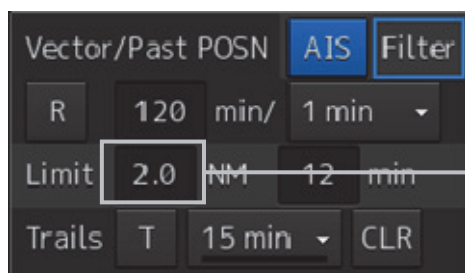 Vector/Past POSN AIS Filter
R 120 min/ 1 min
Limit 2.0 NM 12 min
Trails T 15 min CLR